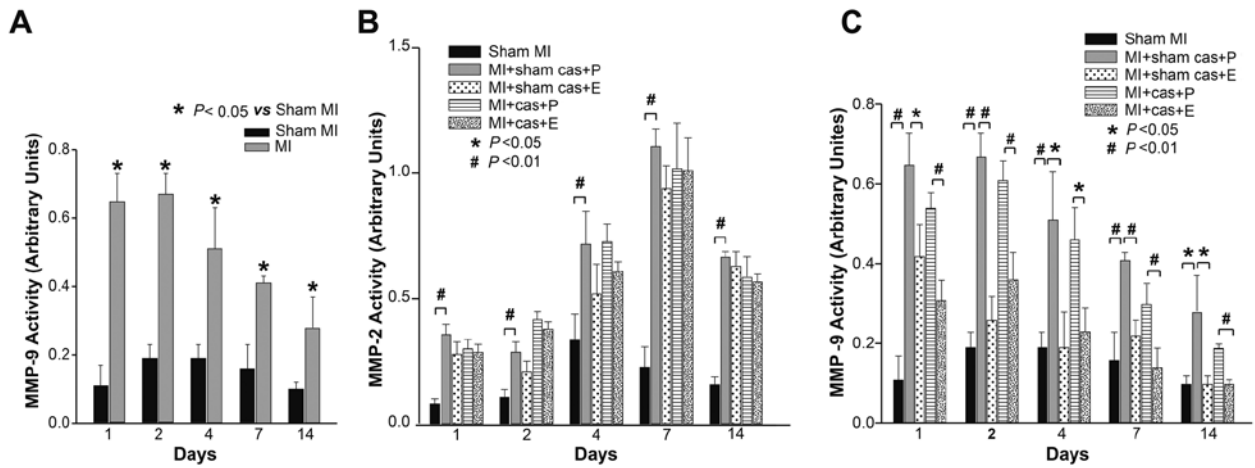 A
* P< 0.05 vs Sham MI
Sham MI
MI
MMP-9 Activity (Arbitrary Units)
0.8
0.6
0.4
0.2
0.0
* * * * *
1 2 4 7 14
Days
B
Sham MI
MI+sham cas+P
MI+sham cas+E
MI+cas+P
MI+cas+E
* P<0.05
# P<0.01
MMP-2 Activity (Arbitrary Units)
1.5
1.0
0.5
0.0
# # # # #
1 2 4 7 14
Days
C
Sham MI
MI+sham cas+P
MI+sham cas+E
MI+cas+P
MI+cas+E
* P<0.05
# P<0.01
MMP -9 Activity (Arbitrary Unites)
0.8
0.6
0.4
0.2
0.0
# * # # # # # * * # # # * * #
1 2 4 7 14
Days